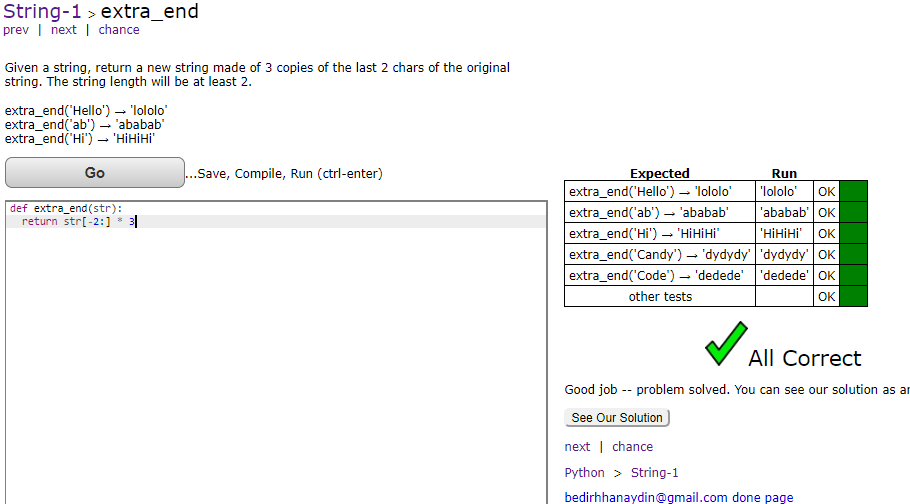 String-1 > extra_end
prev | next | chance
Given a string, return a new string made of 3 copies of the last 2 chars of the original
string. The string length will be at least 2.
extra_end('Hello') → 'lololo'
extra_end('ab') → 'ababab'
extra_end('Hi') → 'HiHiHi'
Go
...Save, Compile, Run (ctrl-enter)
def extra_end(str):
  return str[-2:] * 3
Expected Run
extra_end('Hello') → 'lololo' 'lololo' OK
extra_end('ab') → 'ababab' 'ababab' OK
extra_end('Hi') → 'HiHiHi' 'HiHiHi' OK
extra_end('Candy') → 'dydydy' 'dydydy' OK
extra_end('Code') → 'dedede' 'dedede' OK
other tests OK
All Correct
Good job -- problem solved. You can see our solution as
See Our Solution
next | chance
Python > String-1
bedirhhanaydin@gmail.com done page